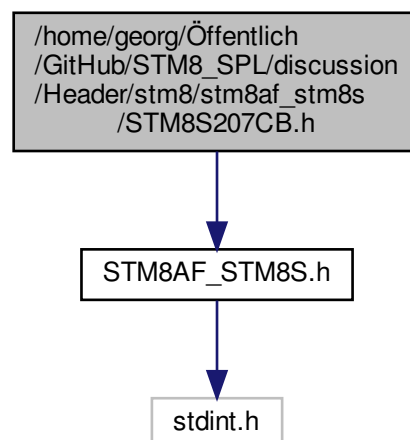 /home/georg/Öffentlich
/GitHub/STM8_SPL/discussion
/Header/stm8/stm8af_stm8s
/STM8S207CB.h
STM8AF_STM8S.h
stdint.h